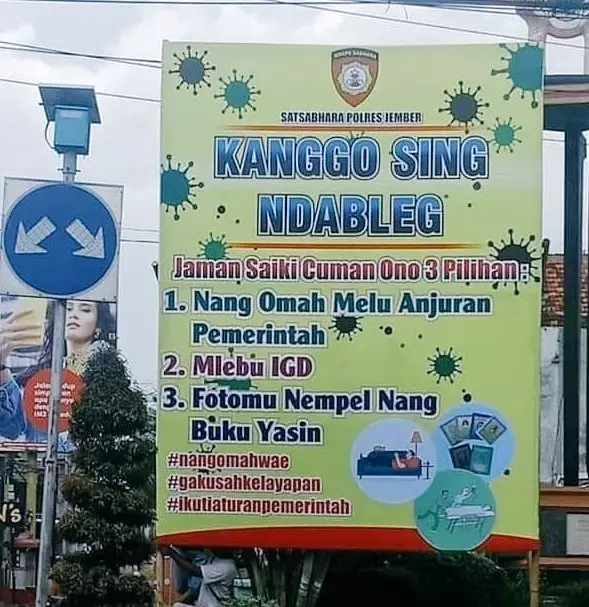 SATSABHARA POLRES JEMBER
KANGGO SING
NDABLEG
Jaman Saiki Cuman Ono 3 Pilihan :
1. Nang Omah Melu Anjuran
Pemerintah
2. Mlebu IGD
3. Fotomu Nempel Nang
Buku Yasin
#nangomahwae
#gakusahkelayapan
#ikutiaturanpemerintah